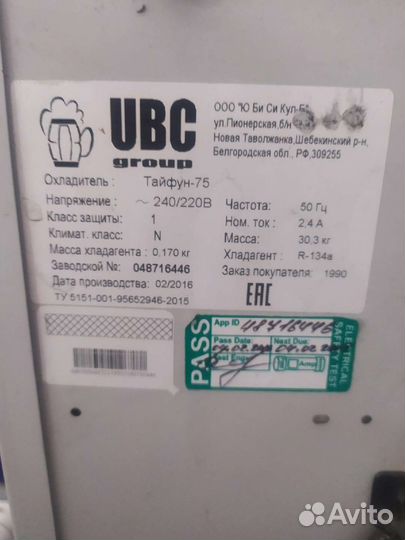 UBC
group
ООО "Ю Би Си Кул-
ул.Пионерская, б/н
Новая Таволжанка, Шебекинский р-н,
Белгородская обл., РФ,309255
Охладитель: Тайфун-75
Напряжение: ~ 240/220В
Класс защиты: 1
Климат. класс: N
Масса хладагента: 0,170 кг
Заводской № 048716446
Дата производства: 02/2016
ТУ 5151-001-95652946-2015
Частота: 50 Гц
Ном. ток: 2,4 А
Масса: 30,3 кг
Хладагент: R-134a
Заказ покупателя: 1990
EAC
PASS
App ID 48716446
Pass Date: Next Due:
ELECTRICAL
SAFETY TEST
Avito